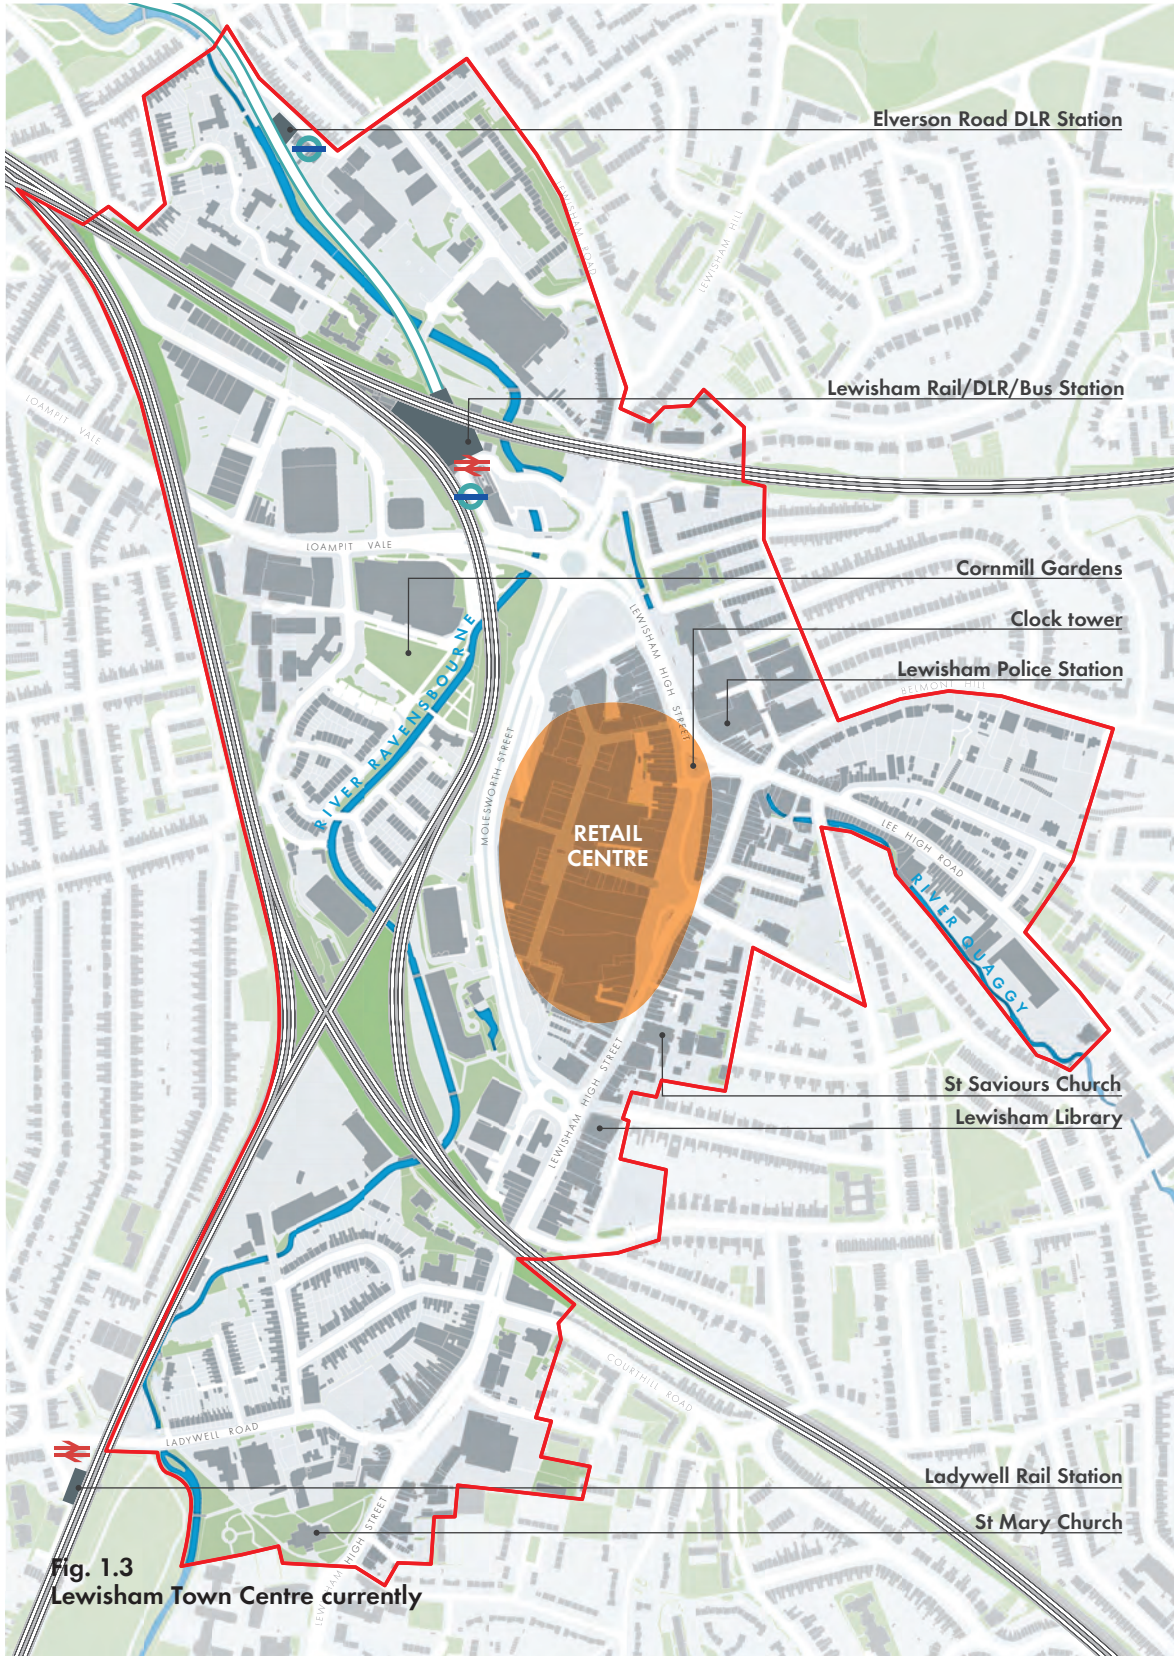 Elverson Road DLR Station
LEWISHAM ROAD
LEWISHAM HILL
Lewisham Rail/DLR/Bus Station
LOAMPIT VALE
LOAMPIT VALE
Cornmill Gardens
Clock tower
Lewisham Police Station
BELMONT HILL
LEWISHAM HIGH STREET
RIVER RAVENSBOURNE
MOLESWORTH STREET
RETAIL
CENTRE
LEE HIGH ROAD
RIVER QUAGGY
LEWISHAM HIGH STREET
St Saviours Church
Lewisham Library
COURTHILL ROAD
LADYWELL ROAD
Ladywell Rail Station
St Mary Church
LEWISHAM HIGH STREET
Fig. 1.3
Lewisham Town Centre currently